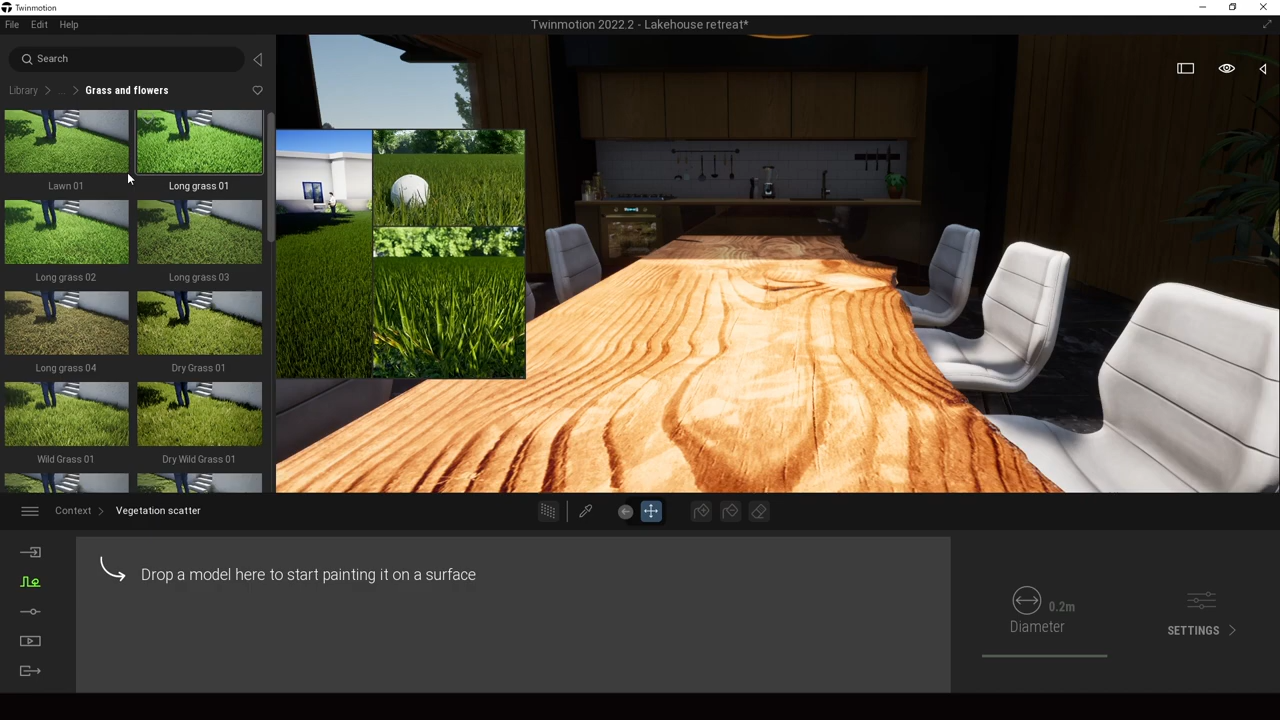 Twinmotion
File Edit Help
Twinmotion 2022.2 - Lakehouse retreat*
Search
Library > ... > Grass and flowers
Lawn 01
Long grass 01
Long grass 02
Long grass 03
Long grass 04
Dry Grass 01
Wild Grass 01
Dry Wild Grass 01
Context > Vegetation scatter
Drop a model here to start painting it on a surface
0.2m
Diameter
SETTINGS >